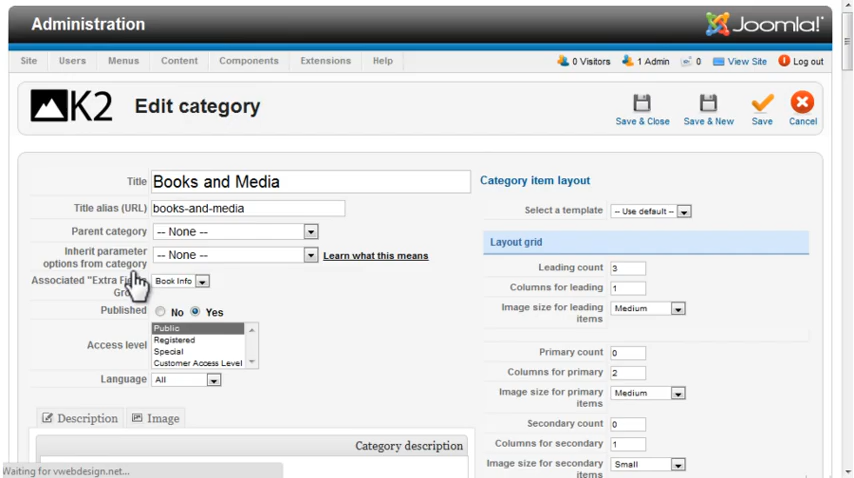 Administration
Joomla!
Site Users Menus Content Components Extensions Help
0 Visitors 1 Admin 0 View Site Log out
K2 Edit category
Save & Close Save & New Save Cancel
Title Books and Media
Title alias (URL) books-and-media
Parent category -- None --
Inherit parameter options from category -- None -- Learn what this means
Associated "Extra Book Info
Published No Yes
Access level
Public
Registered
Special
Customer Access Level
Language All
Description Image
Category description
Category item layout
Select a template -- Use default --
Layout grid
Leading count 3
Columns for leading 1
Image size for leading items Medium
Primary count 0
Columns for primary 2
Image size for primary items Medium
Secondary count 0
Columns for secondary 1
Image size for secondary items Small
Waiting for vwebdesign.net...